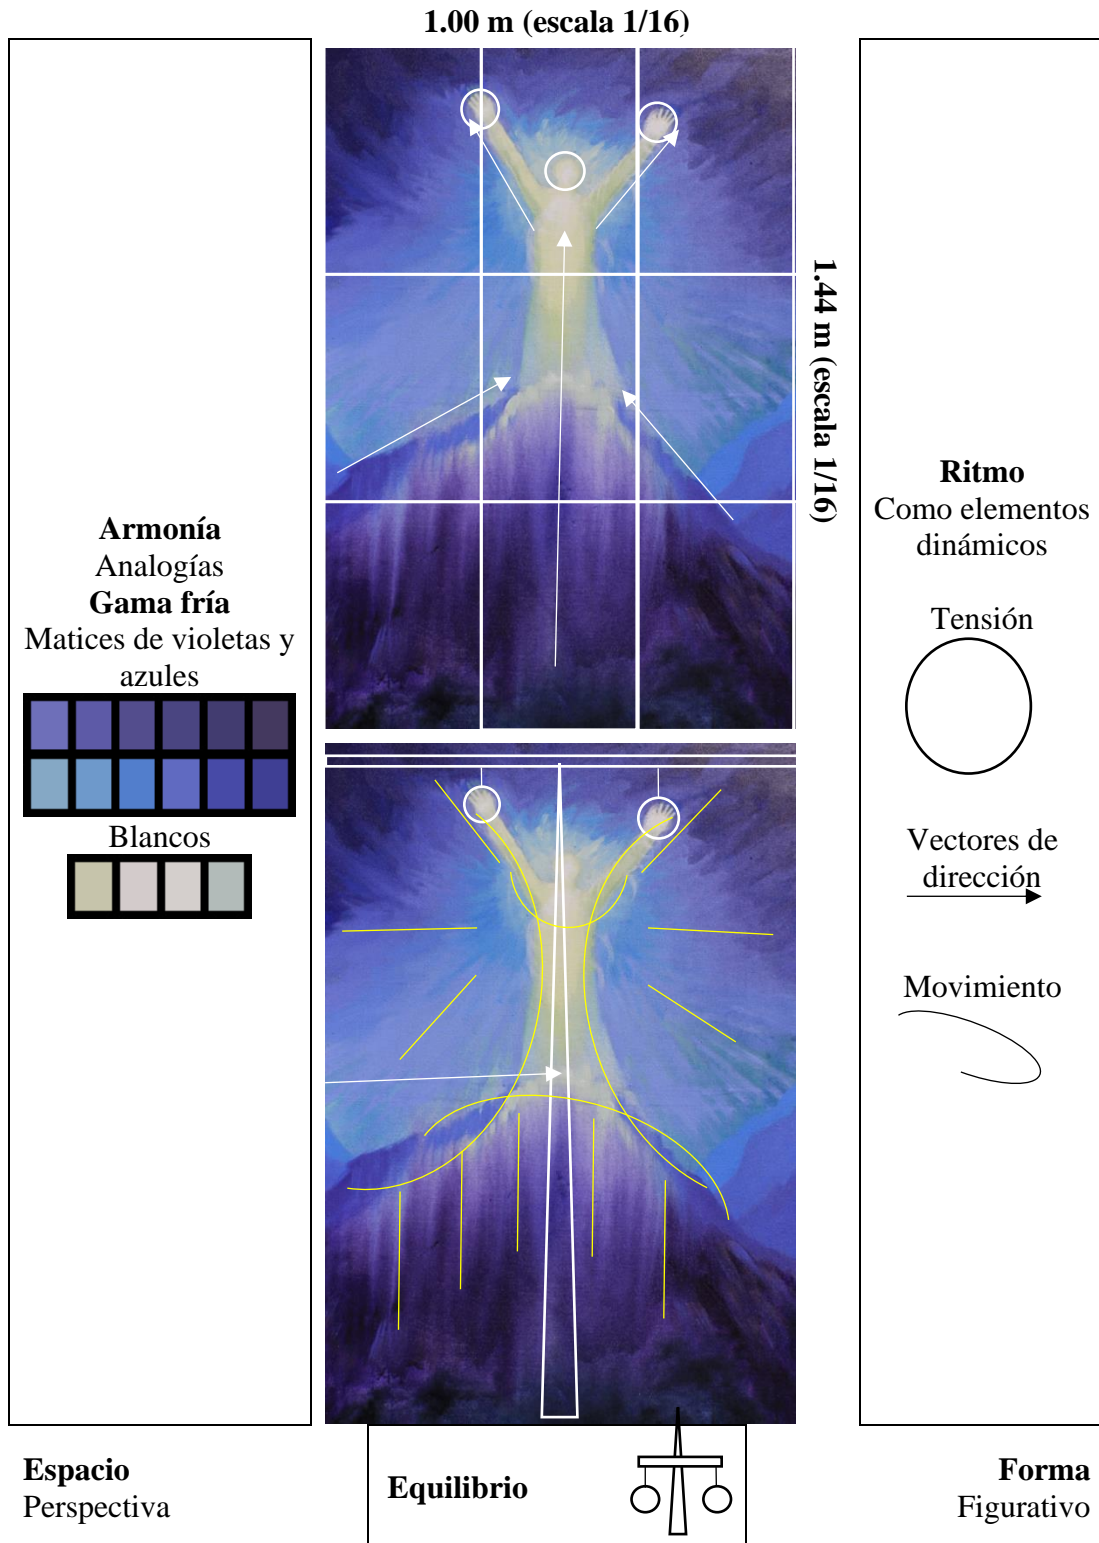 1.00 m (escala 1/16)
1.44 m (escala 1/16)
Armonía
Analogías
Gama fría
Matices de violetas y
azules
Blancos
Ritmo
Como elementos
dinámicos
Tensión
Vectores de
dirección
Movimiento
Espacio
Perspectiva
Equilibrio
Forma
Figurativo